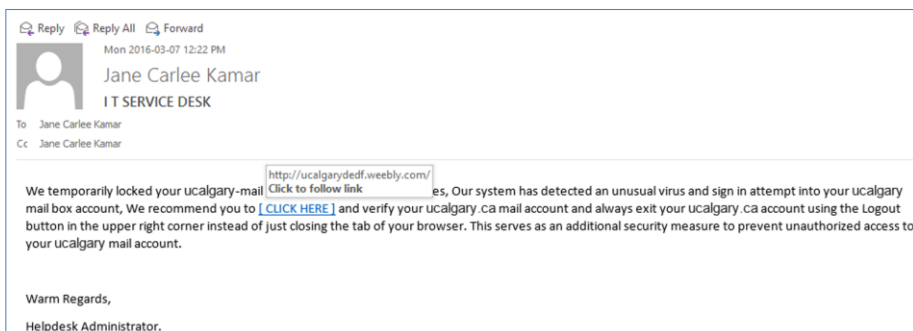 Reply Reply All Forward
Mon 2016-03-07 12:22 PM
Jane Carlee Kamar
I T SERVICE DESK
To Jane Carlee Kamar
Cc Jane Carlee Kamar
http://ucalgarydedf.weebly.com/
Click to follow link
We temporarily locked your ucalgary-mail es, Our system has detected an unusual virus and sign in attempt into your ucalgary
mail box account, We recommend you to [ CLICK HERE ] and verify your ucalgary.ca mail account and always exit your ucalgary.ca account using the Logout
button in the upper right corner instead of just closing the tab of your browser. This serves as an additional security measure to prevent unauthorized access to
your ucalgary mail account.
Warm Regards,
Helpdesk Administrator.